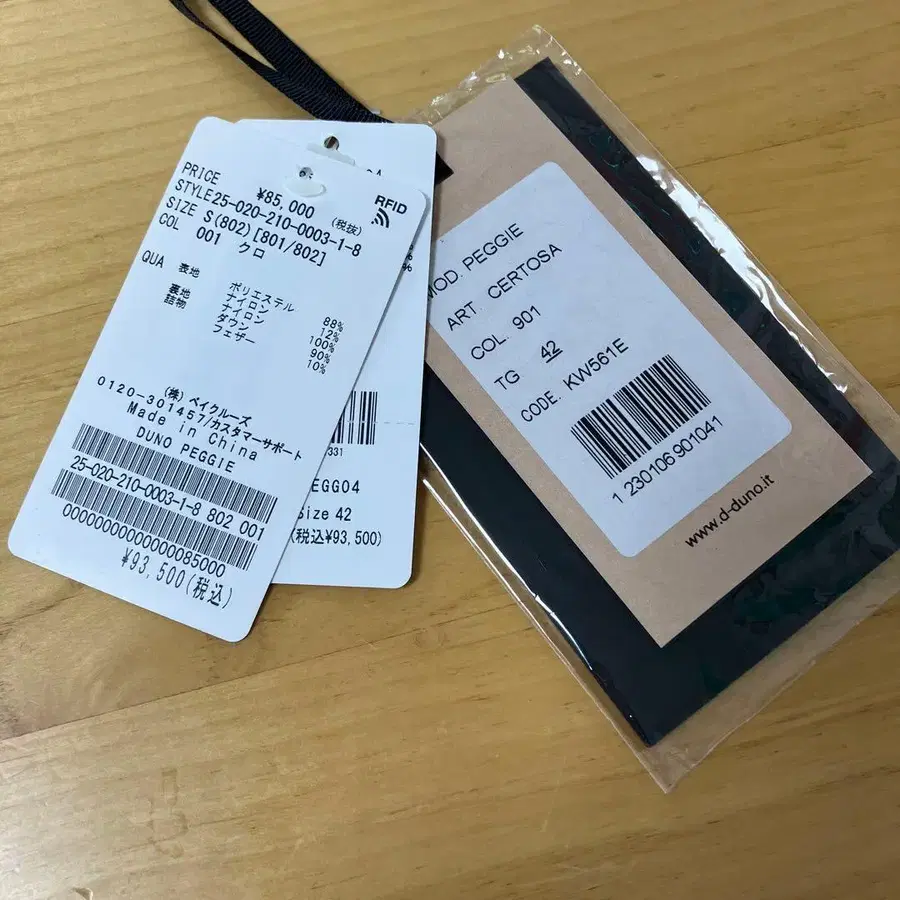 PRICE ¥85,000 (税抜)
STYLE 25-020-210-0003-1-8
SIZE S(802)[801/802]
COL 001 クロ
QUA 表地 ポリエステル 88%
ナイロン 12%
裏地 ナイロン 100%
詰物 ダウン 90%
フェザー 10%
(株) ベイクルーズ
0120-301457/カスタマーサポート
Made in China
DUNO PEGGIE
25-020-210-0003-1-8 802 001
0000000000000085000
¥93,500(税込)
RFID
04
%
331
EGG04
Size 42
(税込¥93,500)
MOD. PEGGIE
ART. CERTOSA
COL. 901
TG 42
CODE. KW561E
1 230106 901041
www.d-duno.it